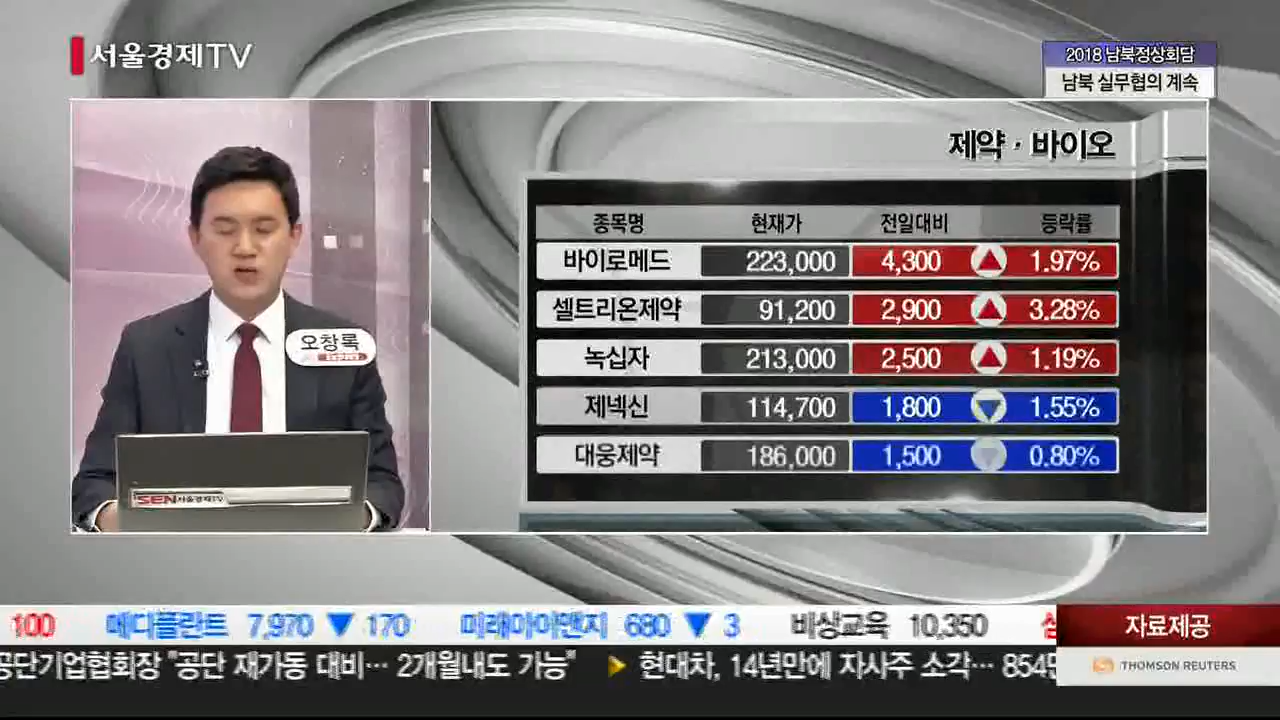 서울경제TV
2018 남북정상회담
남북 실무협의 계속
제약·바이오
종목명 현재가 전일대비 등락률
바이로메드 223,000 4,300 ▲ 1.97%
셀트리온제약 91,200 2,900 ▲ 3.28%
녹십자 213,000 2,500 ▲ 1.19%
제넥신 114,700 1,800 ▼ 1.55%
대웅제약 186,000 1,500 ▼ 0.80%
오창록
SEN서울경제TV
100 메디플란트 7,970 ▼ 170 미래아이앤지 680 ▼ 3 비상교육 10,350
자료제공
공단기업협회장 "공단 재가동 대비… 2개월내도 가능" ▶ 현대차, 14년만에 자사주 소각… 854
THOMSON REUTERS